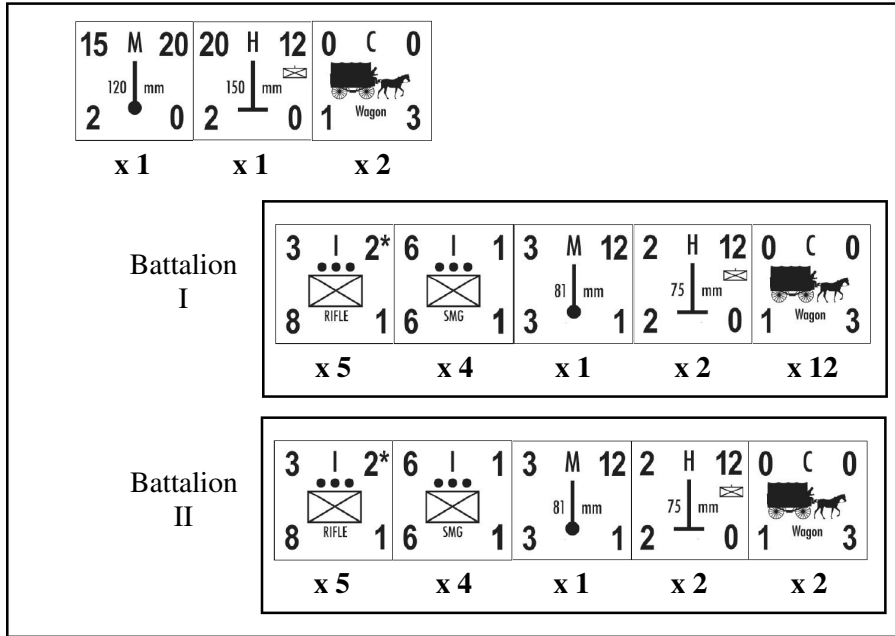 15 M 20 20 H 12 0 C 0
120 mm 150 mm
2 0 2 0 1 Wagon 3
x 1 x 1 x 2
Battalion
I
3 I 2* 6 I 1 3 M 12 2 H 12 0 C 0
81 mm 75 mm
8 RIFLE 1 6 SMG 1 3 1 2 0 1 Wagon 3
x 5 x 4 x 1 x 2 x 12
Battalion
II
3 I 2* 6 I 1 3 M 12 2 H 12 0 C 0
81 mm 75 mm
8 RIFLE 1 6 SMG 1 3 1 2 0 1 Wagon 3
x 5 x 4 x 1 x 2 x 2